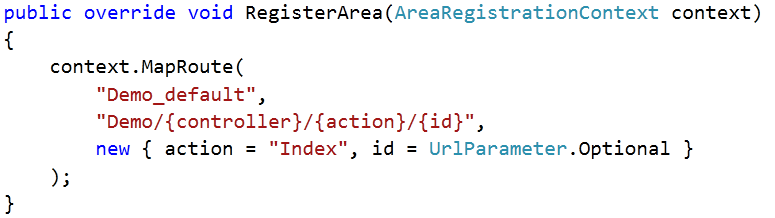 public override void RegisterArea(AreaRegistrationContext context)
{
    context.MapRoute(
        "Demo_default",
        "Demo/{controller}/{action}/{id}",
        new { action = "Index", id = UrlParameter.Optional }
    );
}